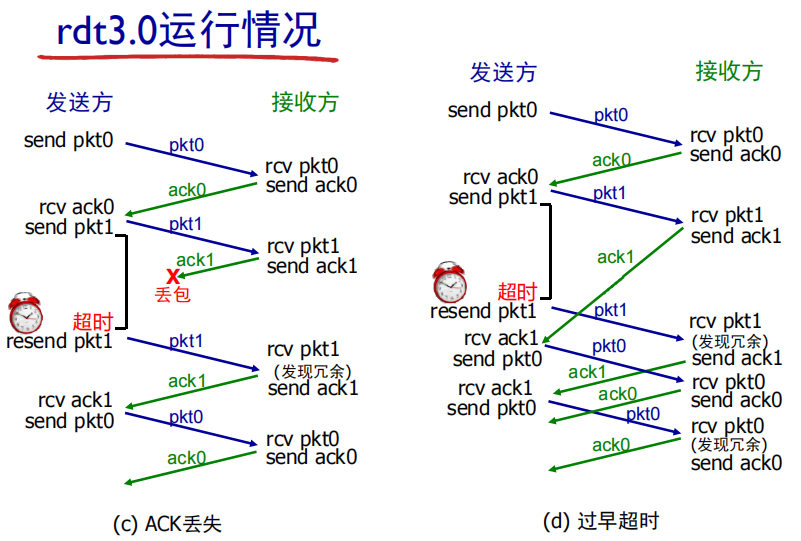 rdt3.0运行情况
发送方
接收方
send pkt0
pkt0
rcv pkt0
send ack0
ack0
rcv ack0
send pkt1
pkt1
rcv pkt1
send ack1
ack1
X
丢包
超时
resend pkt1
pkt1
rcv pkt1
(发现冗余)
send ack1
ack1
rcv ack1
send pkt0
pkt0
rcv pkt0
send ack0
ack0
(c) ACK丢失
发送方
接收方
send pkt0
pkt0
rcv pkt0
send ack0
ack0
rcv ack0
send pkt1
pkt1
rcv pkt1
send ack1
ack1
超时
resend pkt1
pkt1
rcv pkt1
(发现冗余)
send ack1
rcv ack1
send pkt0
pkt0
ack1
rcv pkt0
send ack0
rcv ack1
send pkt0
ack0
pkt0
rcv pkt0
(发现冗余)
send ack0
ack0
(d) 过早超时